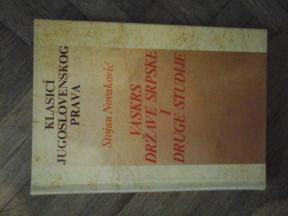 KLASICI
JUGOSLOVENSKOG
PRAVA
Stojan Novaković
VASKRS
DRŽAVE SRPSKE
I
DRUGE STUDIJE